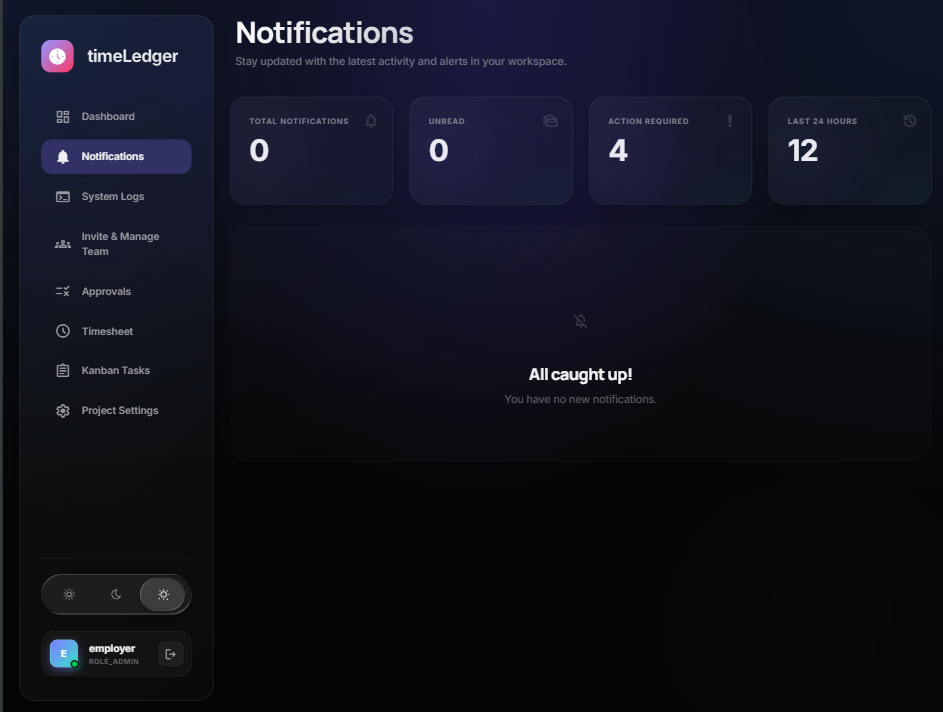 timeLedger
Dashboard
Notifications
System Logs
Invite & Manage
Team
Approvals
Timesheet
Kanban Tasks
Project Settings
E
employer
ROLE_ADMIN
Notifications
Stay updated with the latest activity and alerts in your workspace.
TOTAL NOTIFICATIONS
0
UNREAD
0
ACTION REQUIRED
4
LAST 24 HOURS
12
All caught up!
You have no new notifications.